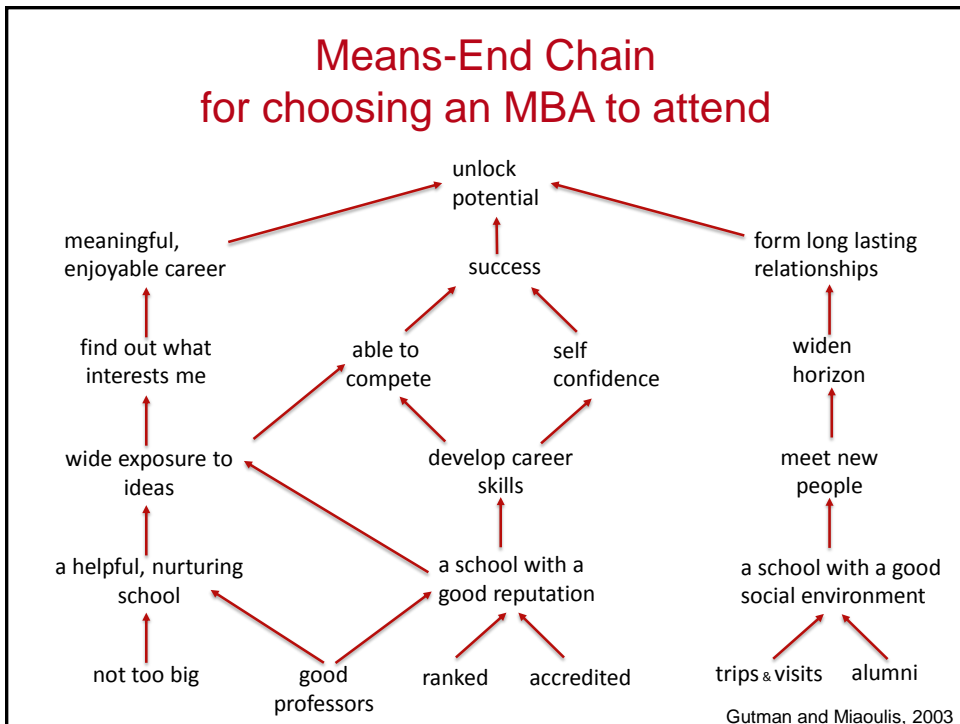 Means-End Chain
for choosing an MBA to attend
unlock
potential
meaningful,
enjoyable career
success
form long lasting
relationships
find out what
interests me
able to
compete
self
confidence
widen
horizon
wide exposure to
ideas
develop career
skills
meet new
people
a helpful, nurturing
school
a school with a
good reputation
a school with a good
social environment
not too big
good
professors
ranked
accredited
trips & visits
alumni
Gutman and Miaoulis, 2003